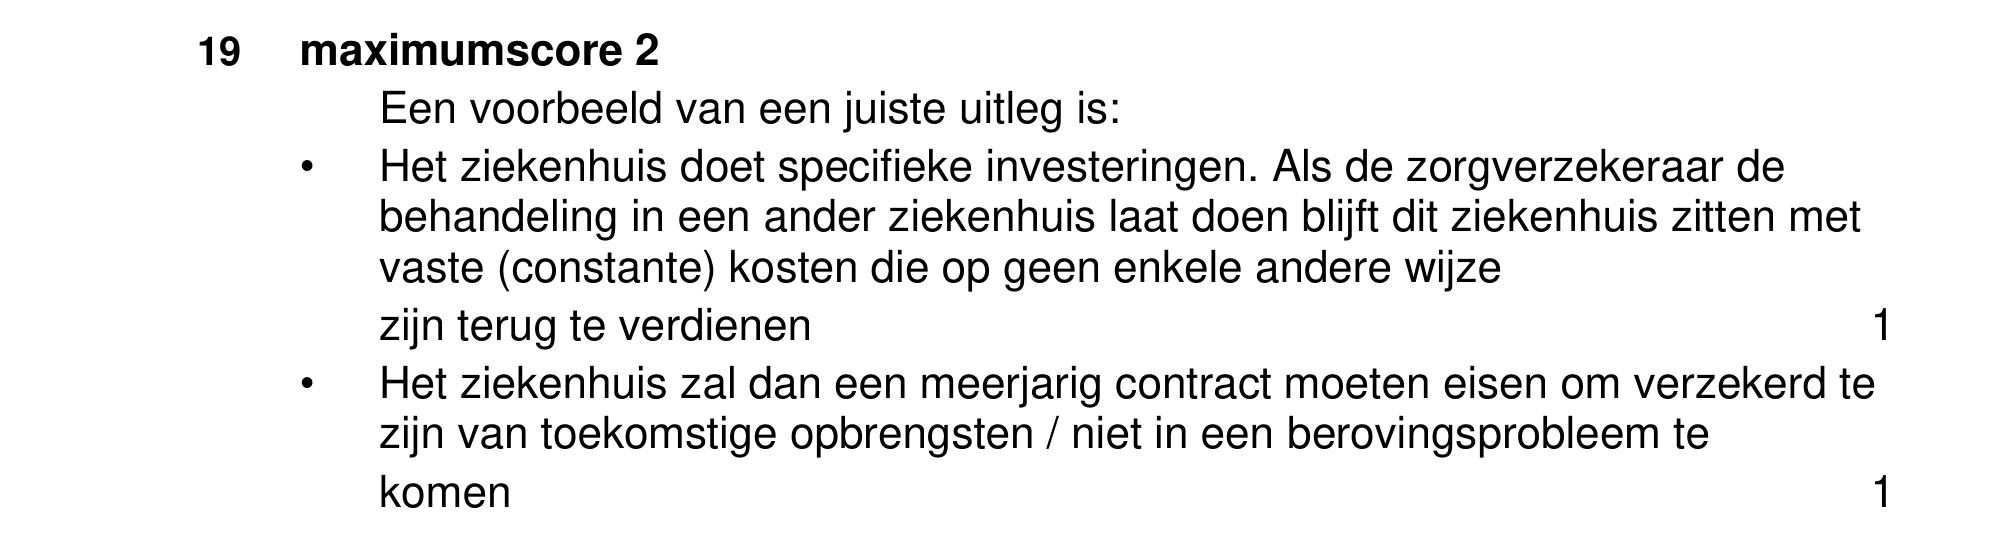 19 maximumscore 2
Een voorbeeld van een juiste uitleg is:
• Het ziekenhuis doet specifieke investeringen. Als de zorgverzekeraar de
behandeling in een ander ziekenhuis laat doen blijft dit ziekenhuis zitten met
vaste (constante) kosten die op geen enkele andere wijze
zijn terug te verdienen 1
• Het ziekenhuis zal dan een meerjarig contract moeten eisen om verzekerd te
zijn van toekomstige opbrengsten / niet in een berovingsprobleem te
komen 1